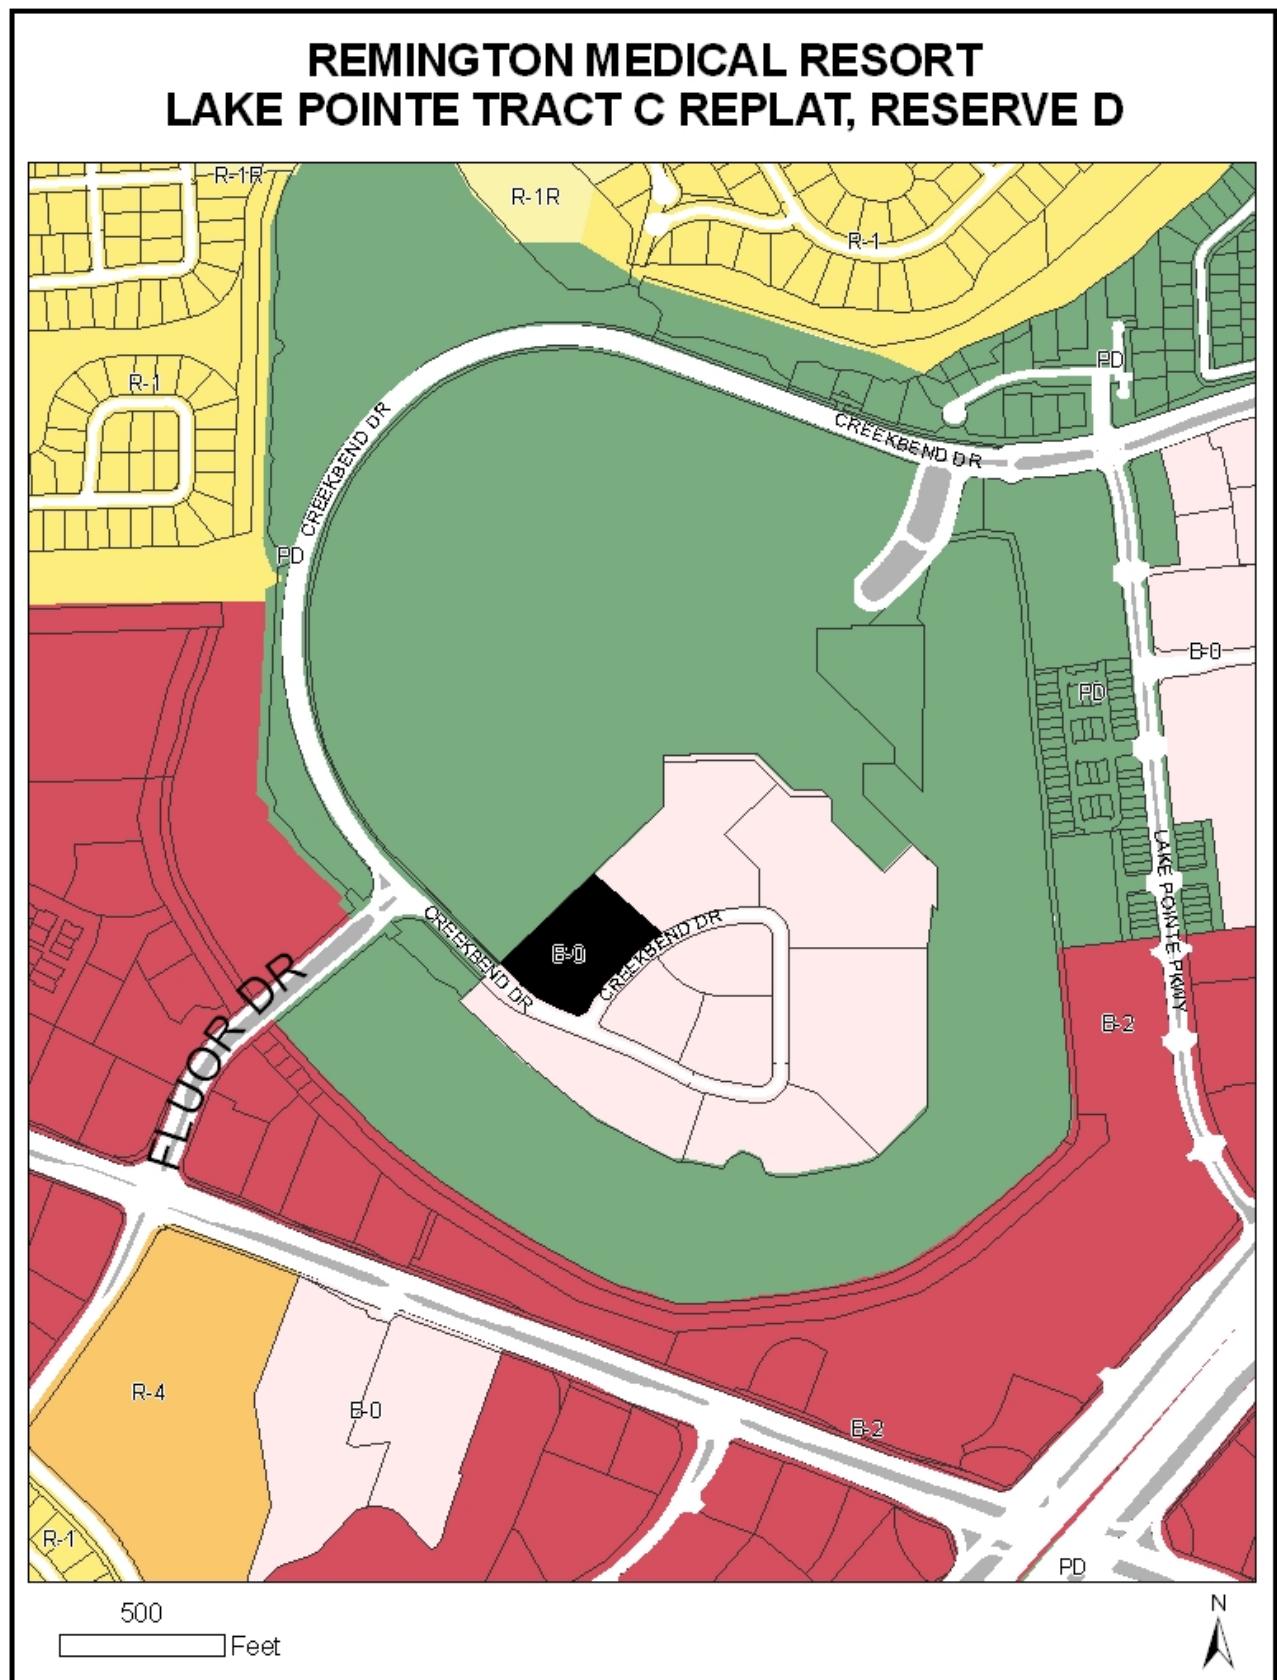 REMINGTON MEDICAL RESORT
LAKE POINTE TRACT C REPLAT, RESERVE D
R-1R
R-1R
R-1
PD
R-1
CREEKBEND DR
CREEKBEND DR
PD
B-0
PD
LAKE POINTE PKWY
CREEKBEND DR
CREEKBEND DR
B-0
FLUOR DR
B-2
R-4
B-0
B-2
R-1
PD
500
Feet
N